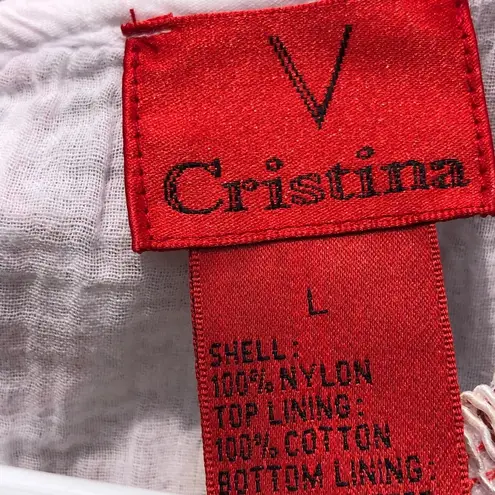 V
Cristina
L
SHELL:
100% NYLON
TOP LINING:
100% COTTON
BOTTOM LINING: